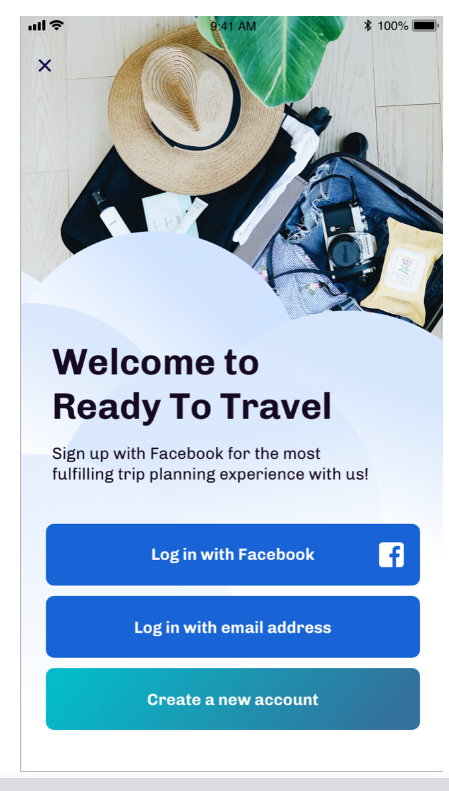 9:41 AM
100%
Welcome to
Ready To Travel
Sign up with Facebook for the most
fulfilling trip planning experience with us!
Log in with Facebook
Log in with email address
Create a new account